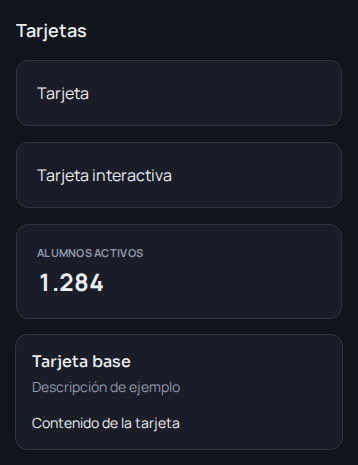 Tarjetas
Tarjeta
Tarjeta interactiva
ALUMNOS ACTIVOS
1.284
Tarjeta base
Descripción de ejemplo
Contenido de la tarjeta